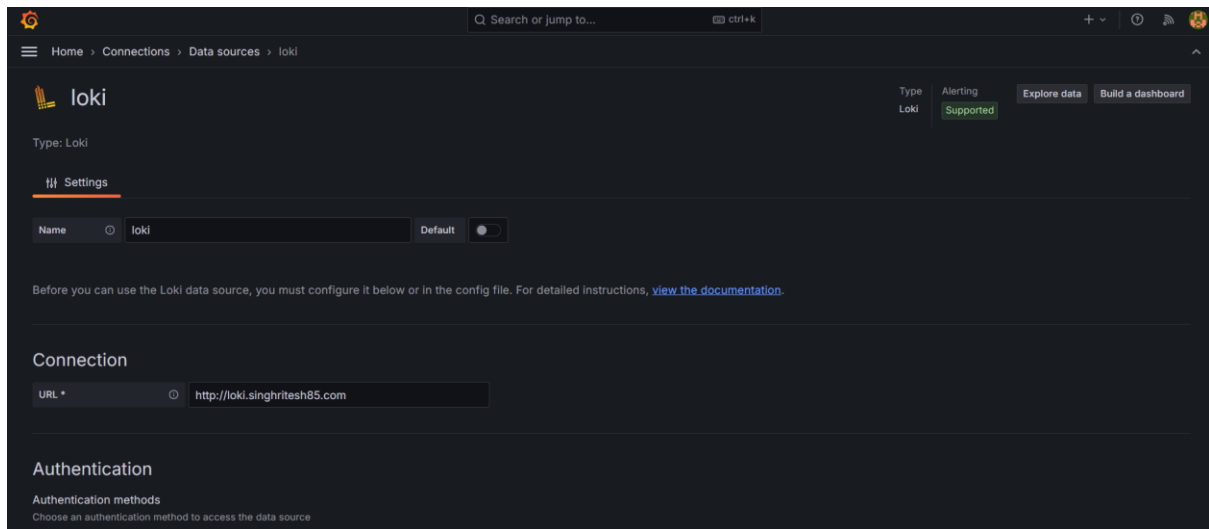 Search or jump to... ctrl+k
Home › Connections › Data sources › loki
loki
Type Alerting Explore data Build a dashboard
Loki Supported
Type: Loki
Settings
Name loki Default
Before you can use the Loki data source, you must configure it below or in the config file. For detailed instructions, view the documentation.
Connection
URL * http://loki.singhritesh85.com
Authentication
Authentication methods
Choose an authentication method to access the data source